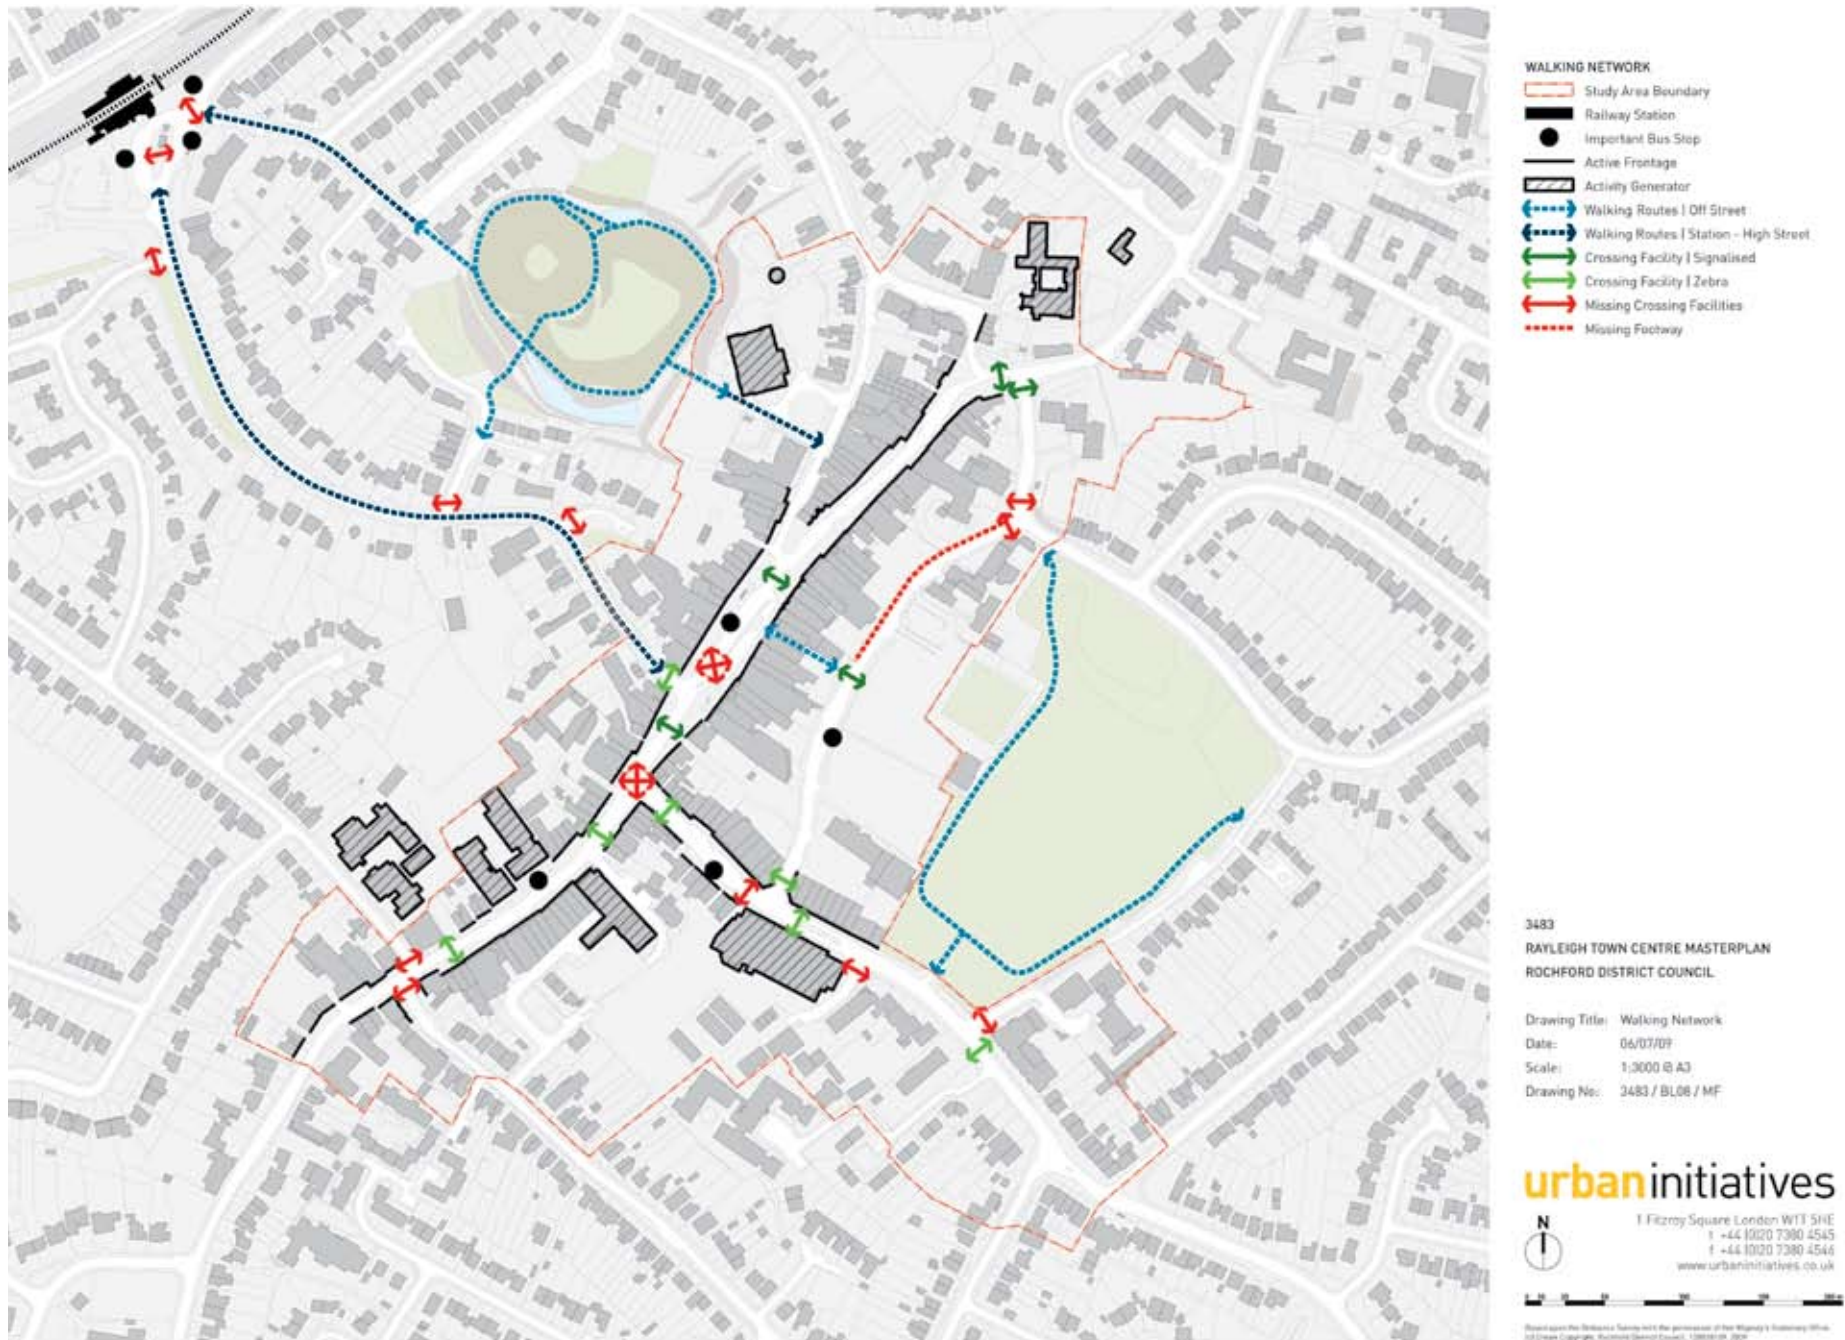 WALKING NETWORK
Study Area Boundary
Railway Station
Important Bus Stop
Active Frontage
Activity Generator
Walking Routes | Off Street
Walking Routes | Station - High Street
Crossing Facility | Signalised
Crossing Facility | Zebra
Missing Crossing Facilities
Missing Footway
3483
RAYLEIGH TOWN CENTRE MASTERPLAN
ROCHFORD DISTRICT COUNCIL
Drawing Title: Walking Network
Date: 06/07/09
Scale: 1:3000 @ A3
Drawing No: 3483 / BL08 / MF
urbaninitiatives
N
1 Fitzroy Square London W1T 5HE
t +44 (0)20 7380 4545
f +44 (0)20 7380 4546
www.urbaninitiatives.co.uk